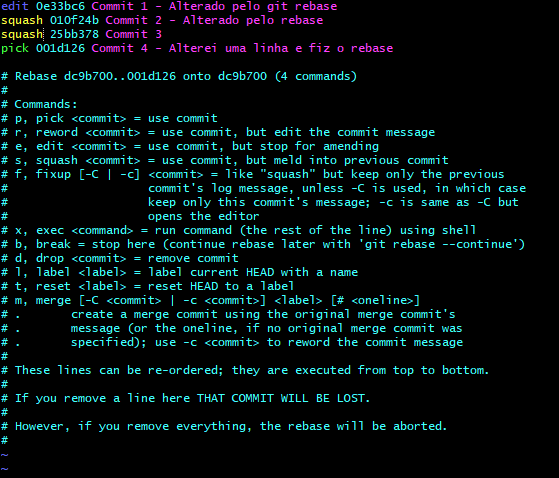 edit 0e33bc6 Commit 1 - Alterado pelo git rebase
squash 010f24b Commit 2 - Alterado pelo rebase
squash 25bb378 Commit 3
pick 001d126 Commit 4 - Alterei uma linha e fiz o rebase
# Rebase dc9b700..001d126 onto dc9b700 (4 commands)
#
# Commands:
# p, pick <commit> = use commit
# r, reword <commit> = use commit, but edit the commit message
# e, edit <commit> = use commit, but stop for amending
# s, squash <commit> = use commit, but meld into previous commit
# f, fixup [-C | -c] <commit> = like "squash" but keep only the previous
#                    commit's log message, unless -C is used, in which case
#                    keep only this commit's message; -c is same as -C but
#                    opens the editor
# x, exec <command> = run command (the rest of the line) using shell
# b, break = stop here (continue rebase later with 'git rebase --continue')
# d, drop <commit> = remove commit
# l, label <label> = label current HEAD with a name
# t, reset <label> = reset HEAD to a label
# m, merge [-C <commit> | -c <commit>] <label> [# <oneline>]
# .       create a merge commit using the original merge commit's
# .       message (or the oneline, if no original merge commit was
# .       specified); use -c <commit> to reword the commit message
#
# These lines can be re-ordered; they are executed from top to bottom.
#
# If you remove a line here THAT COMMIT WILL BE LOST.
#
# However, if you remove everything, the rebase will be aborted.
#
~
~